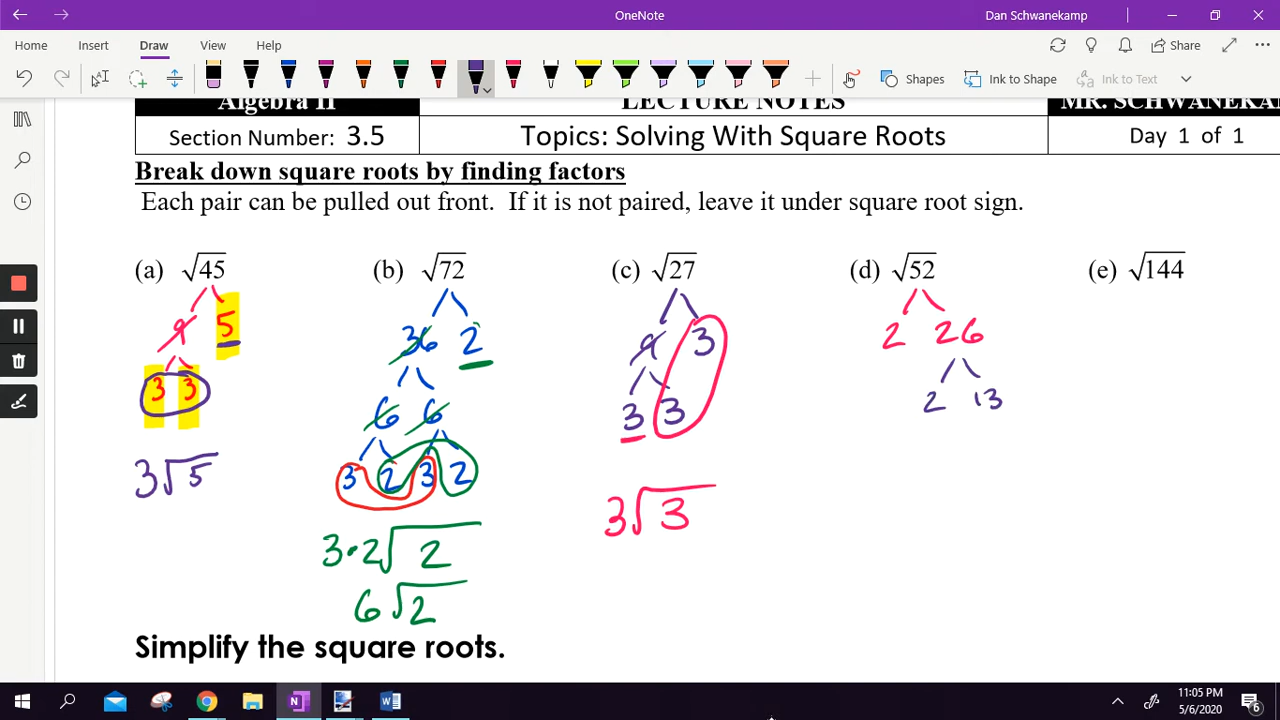 OneNote
Dan Schwanekamp
Home Insert Draw View Help
Share
Shapes
Ink to Shape
Ink to Text
Algebra II
LECTURE NOTES
MR. SCHWANEKA
Section Number: 3.5
Topics: Solving With Square Roots
Day 1 of 1
Break down square roots by finding factors
Each pair can be pulled out front. If it is not paired, leave it under square root sign.
(a) √45
(b) √72
(c) √27
(d) √52
(e) √144
9 5
3 3
3√5
36 2
6 6
3 2 3 2
3·2√2
6√2
9 3
3 3
3√3
2 26
2 13
Simplify the square roots.
11:05 PM
5/6/2020
6